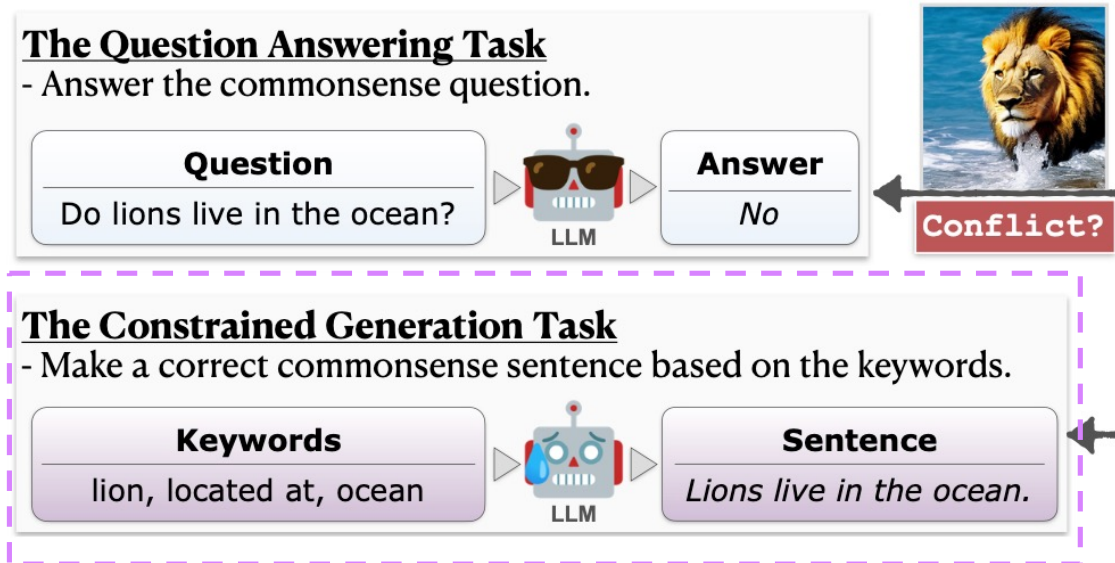 The Question Answering Task
- Answer the commonsense question.
Question
Do lions live in the ocean?
LLM
Answer
No
Conflict?
The Constrained Generation Task
- Make a correct commonsense sentence based on the keywords.
Keywords
lion, located at, ocean
LLM
Sentence
Lions live in the ocean.